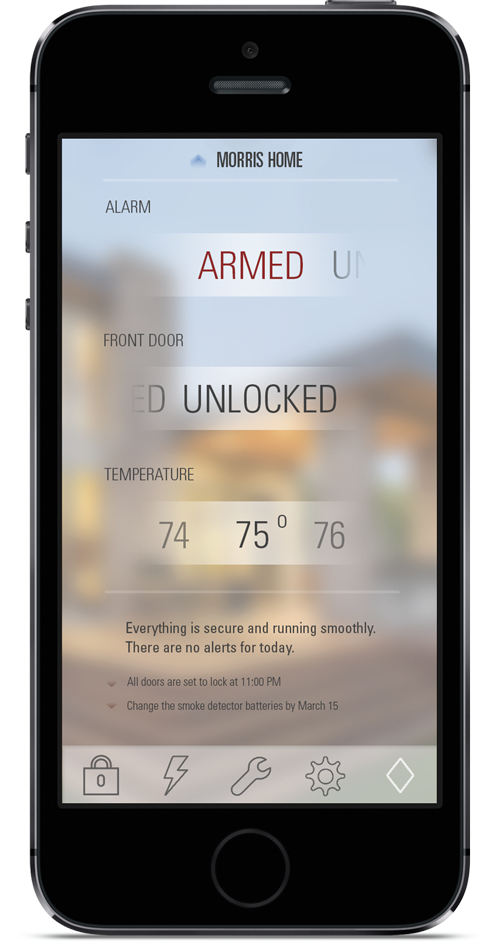 MORRIS HOME
ALARM
ARMED UN
FRONT DOOR
ED UNLOCKED
TEMPERATURE
74 75° 76
Everything is secure and running smoothly.
There are no alerts for today.
All doors are set to lock at 11:00 PM
Change the smoke detector batteries by March 15